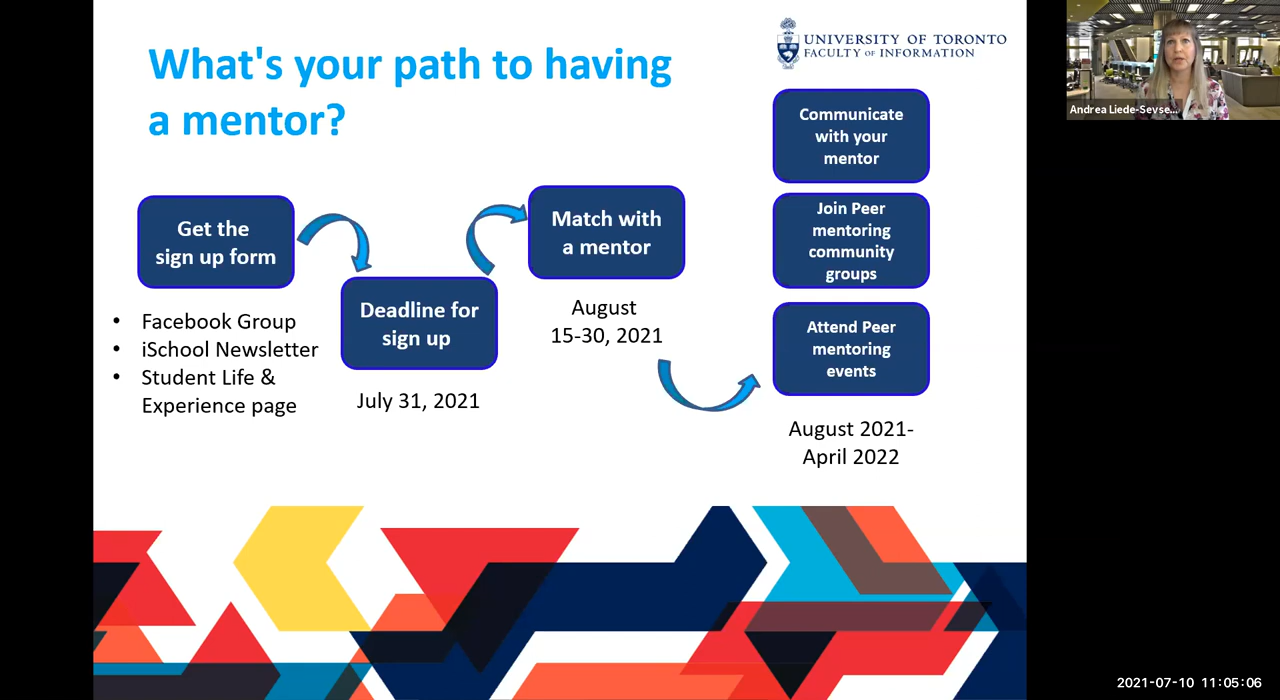 What's your path to having
a mentor?
UNIVERSITY OF TORONTO
FACULTY OF INFORMATION
Get the
sign up form
• Facebook Group
• iSchool Newsletter
• Student Life &
Experience page
Deadline for
sign up
July 31, 2021
Match with
a mentor
August
15-30, 2021
Communicate
with your
mentor
Join Peer
mentoring
community
groups
Attend Peer
mentoring
events
August 2021-
April 2022
Andrea Liede-Sevse...
2021-07-10 11:05:06